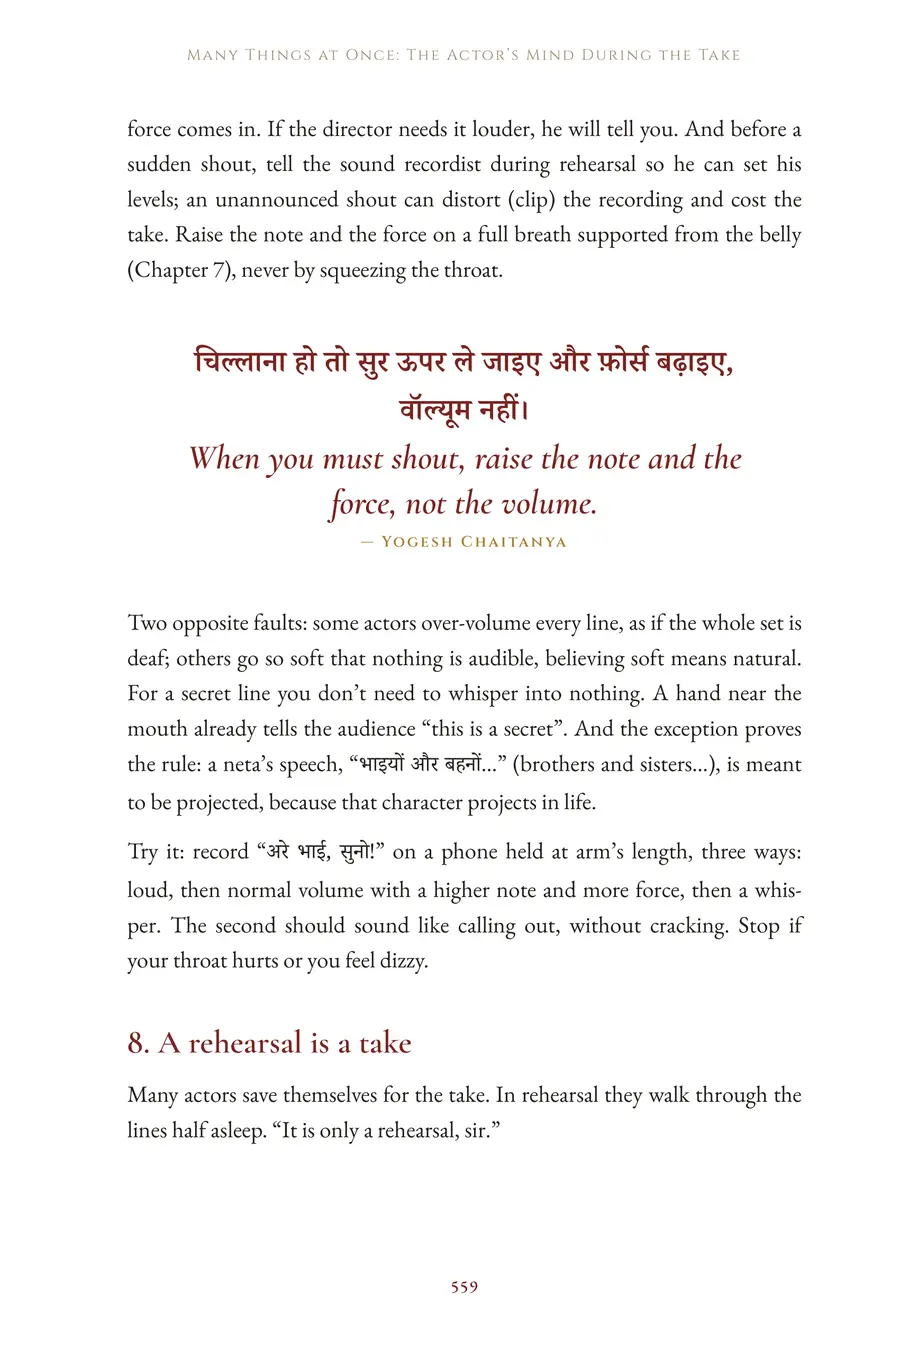 Many Things at Once: The Actor’s Mind During the Take
force comes in. If the director needs it louder, he will tell you. And before a
sudden shout, tell the sound recordist during rehearsal so he can set his
levels; an unannounced shout can distort (clip) the recording and cost the
take. Raise the note and the force on a full breath supported from the belly
(Chapter 7), never by squeezing the throat.
चिल्लाना हो तो सुर ऊपर ले जाइए और फ़ोर्स बढ़ाइए,
वॉल्यूम नहीं।
When you must shout, raise the note and the
force, not the volume.
— Yogesh Chaitanya
Two opposite faults: some actors over-volume every line, as if the whole set is
deaf; others go so soft that nothing is audible, believing soft means natural.
For a secret line you don’t need to whisper into nothing. A hand near the
mouth already tells the audience “this is a secret”. And the exception proves
the rule: a neta’s speech, “भाइयों और बहनों...” (brothers and sisters...), is meant
to be projected, because that character projects in life.
Try it: record “अरे भाई, सुनो!” on a phone held at arm’s length, three ways:
loud, then normal volume with a higher note and more force, then a whis-
per. The second should sound like calling out, without cracking. Stop if
your throat hurts or you feel dizzy.
8. A rehearsal is a take
Many actors save themselves for the take. In rehearsal they walk through the
lines half asleep. “It is only a rehearsal, sir.”
559